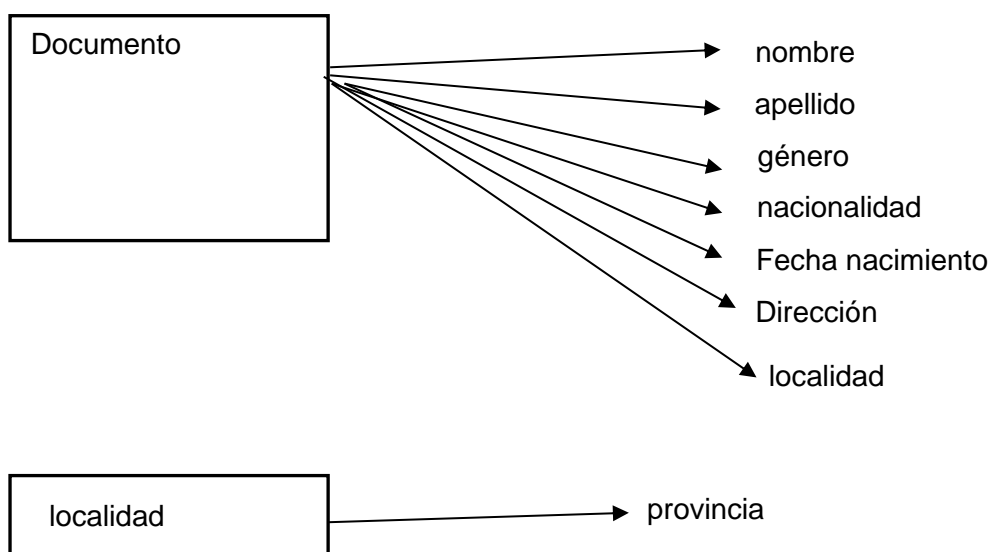 Documento
nombre
apellido
género
nacionalidad
Fecha nacimiento
Dirección
localidad
localidad
provincia